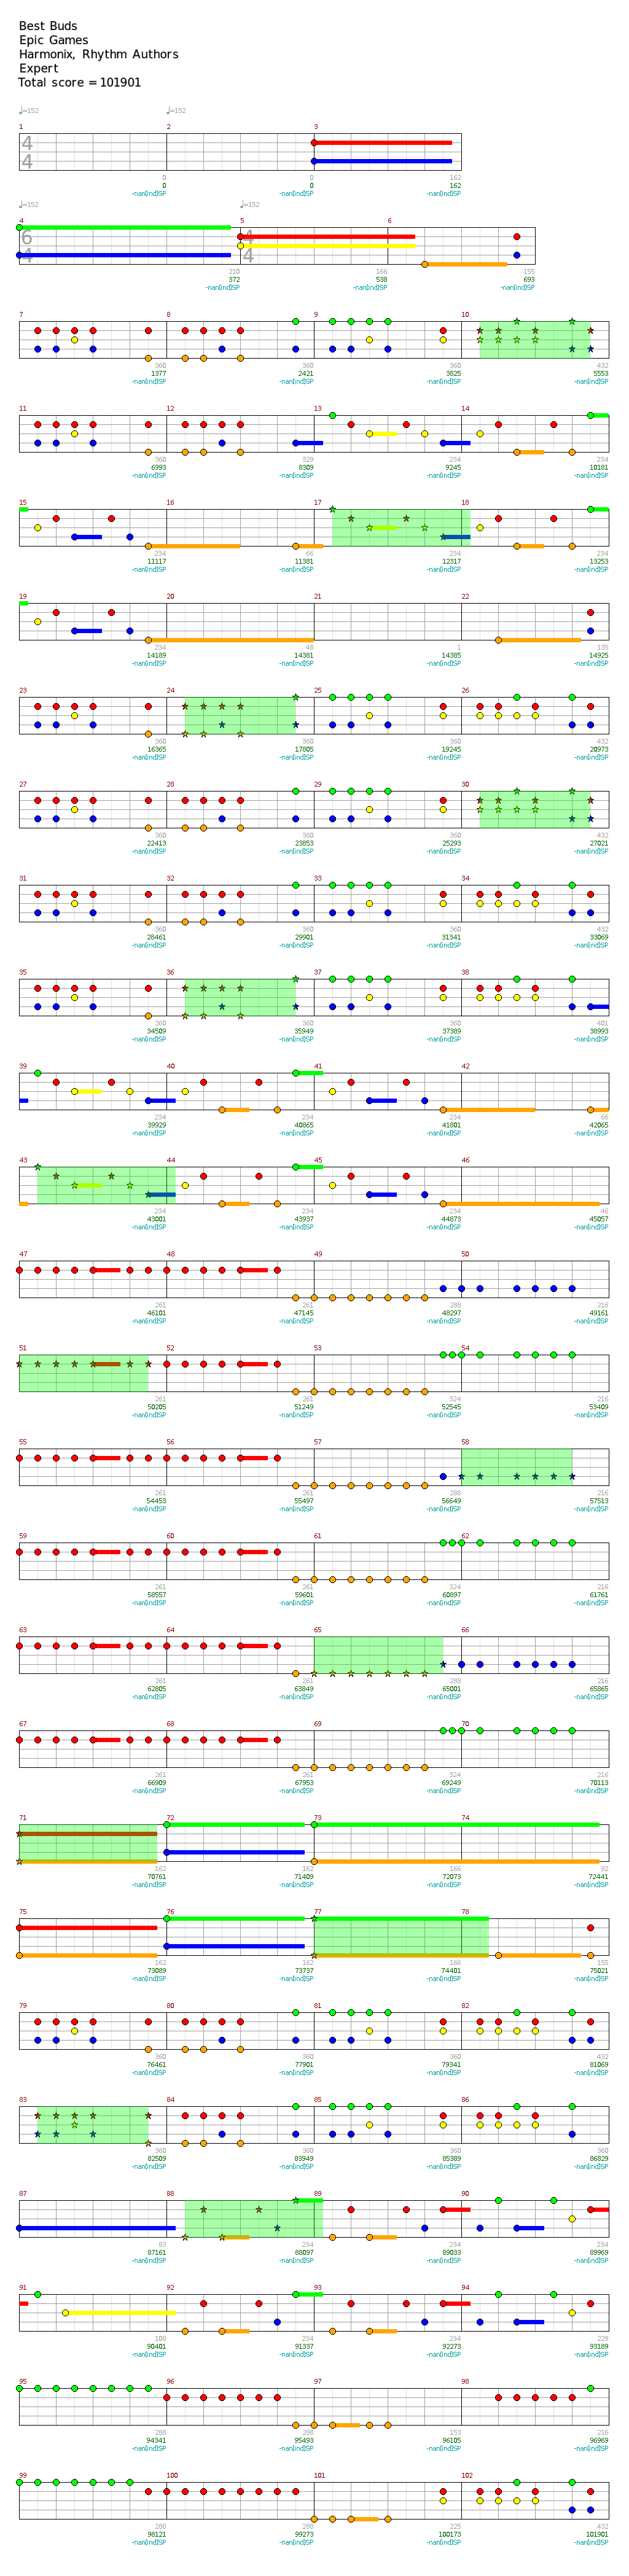 Best Buds
Epic Games
Harmonix, Rhythm Authors
Expert
Total score = 101901
♩=152 ♩=152
1 2 3
4
4
0 0 162
0 0 162
-nan(ind)SP -nan(ind)SP -nan(ind)SP
♩=152 ♩=152
4 5 6
6 4
4 4
210 166 155
372 538 693
-nan(ind)SP -nan(ind)SP -nan(ind)SP
7 8 9 10
360 360 360 432
1377 2421 3825 5553
-nan(ind)SP -nan(ind)SP -nan(ind)SP -nan(ind)SP
11 12 13 14
360 329 234 234
6993 8309 9245 10181
-nan(ind)SP -nan(ind)SP -nan(ind)SP -nan(ind)SP
15 16 17 18
234 66 234 234
11117 11381 12317 13253
-nan(ind)SP -nan(ind)SP -nan(ind)SP -nan(ind)SP
19 20 21 22
234 48 1 135
14189 14381 14385 14925
-nan(ind)SP -nan(ind)SP -nan(ind)SP -nan(ind)SP
23 24 25 26
360 360 360 432
16365 17805 19245 20973
-nan(ind)SP -nan(ind)SP -nan(ind)SP -nan(ind)SP
27 28 29 30
360 360 360 432
22413 23853 25293 27021
-nan(ind)SP -nan(ind)SP -nan(ind)SP -nan(ind)SP
31 32 33 34
360 360 360 432
28461 29901 31341 33069
-nan(ind)SP -nan(ind)SP -nan(ind)SP -nan(ind)SP
35 36 37 38
360 360 360 401
34509 35949 37389 38993
-nan(ind)SP -nan(ind)SP -nan(ind)SP -nan(ind)SP
39 40 41 42
234 234 234 66
39929 40865 41801 42065
-nan(ind)SP -nan(ind)SP -nan(ind)SP -nan(ind)SP
43 44 45 46
234 234 234 46
43001 43937 44873 45057
-nan(ind)SP -nan(ind)SP -nan(ind)SP -nan(ind)SP
47 48 49 50
261 261 288 216
46101 47145 48297 49161
-nan(ind)SP -nan(ind)SP -nan(ind)SP -nan(ind)SP
51 52 53 54
261 261 324 216
50205 51249 52545 53409
-nan(ind)SP -nan(ind)SP -nan(ind)SP -nan(ind)SP
55 56 57 58
261 261 288 216
54453 55497 56649 57513
-nan(ind)SP -nan(ind)SP -nan(ind)SP -nan(ind)SP
59 60 61 62
261 261 324 216
58557 59601 60897 61761
-nan(ind)SP -nan(ind)SP -nan(ind)SP -nan(ind)SP
63 64 65 66
261 261 288 216
62805 63849 65001 65865
-nan(ind)SP -nan(ind)SP -nan(ind)SP -nan(ind)SP
67 68 69 70
261 261 324 216
66909 67953 69249 70113
-nan(ind)SP -nan(ind)SP -nan(ind)SP -nan(ind)SP
71 72 73 74
162 162 166 92
70761 71409 72073 72441
-nan(ind)SP -nan(ind)SP -nan(ind)SP -nan(ind)SP
75 76 77 78
162 162 166 155
73089 73737 74401 75021
-nan(ind)SP -nan(ind)SP -nan(ind)SP -nan(ind)SP
79 80 81 82
360 360 360 432
76461 77901 79341 81069
-nan(ind)SP -nan(ind)SP -nan(ind)SP -nan(ind)SP
83 84 85 86
360 360 360 360
82509 83949 85389 86829
-nan(ind)SP -nan(ind)SP -nan(ind)SP -nan(ind)SP
87 88 89 90
83 234 234 234
87161 88097 89033 89969
-nan(ind)SP -nan(ind)SP -nan(ind)SP -nan(ind)SP
91 92 93 94
108 234 234 229
90401 91337 92273 93189
-nan(ind)SP -nan(ind)SP -nan(ind)SP -nan(ind)SP
95 96 97 98
288 288 153 216
94341 95493 96105 96969
-nan(ind)SP -nan(ind)SP -nan(ind)SP -nan(ind)SP
99 100 101 102
288 288 225 432
98121 99273 100173 101901
-nan(ind)SP -nan(ind)SP -nan(ind)SP -nan(ind)SP